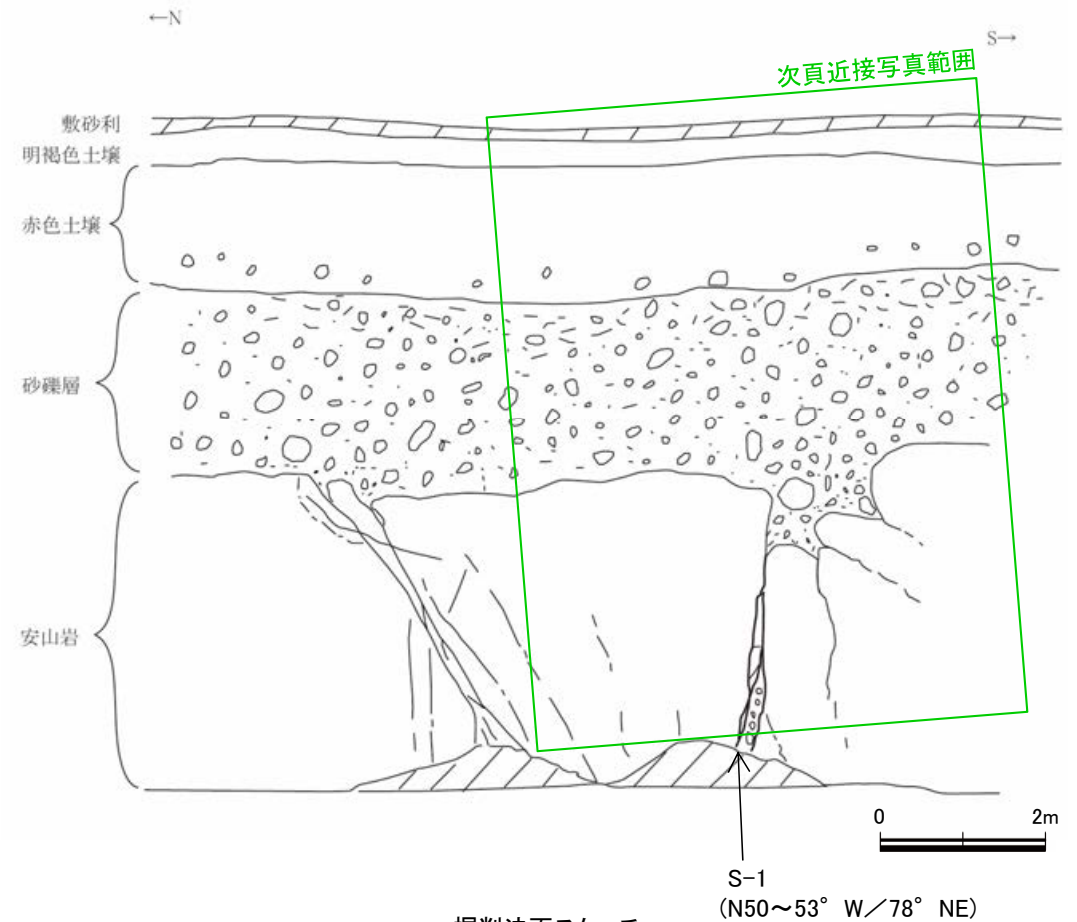 ←N
S→
次頁近接写真範囲
敷砂利
明褐色土壌
赤色土壌
砂礫層
安山岩
0 2m
S-1
(N50～53°W／78°NE)